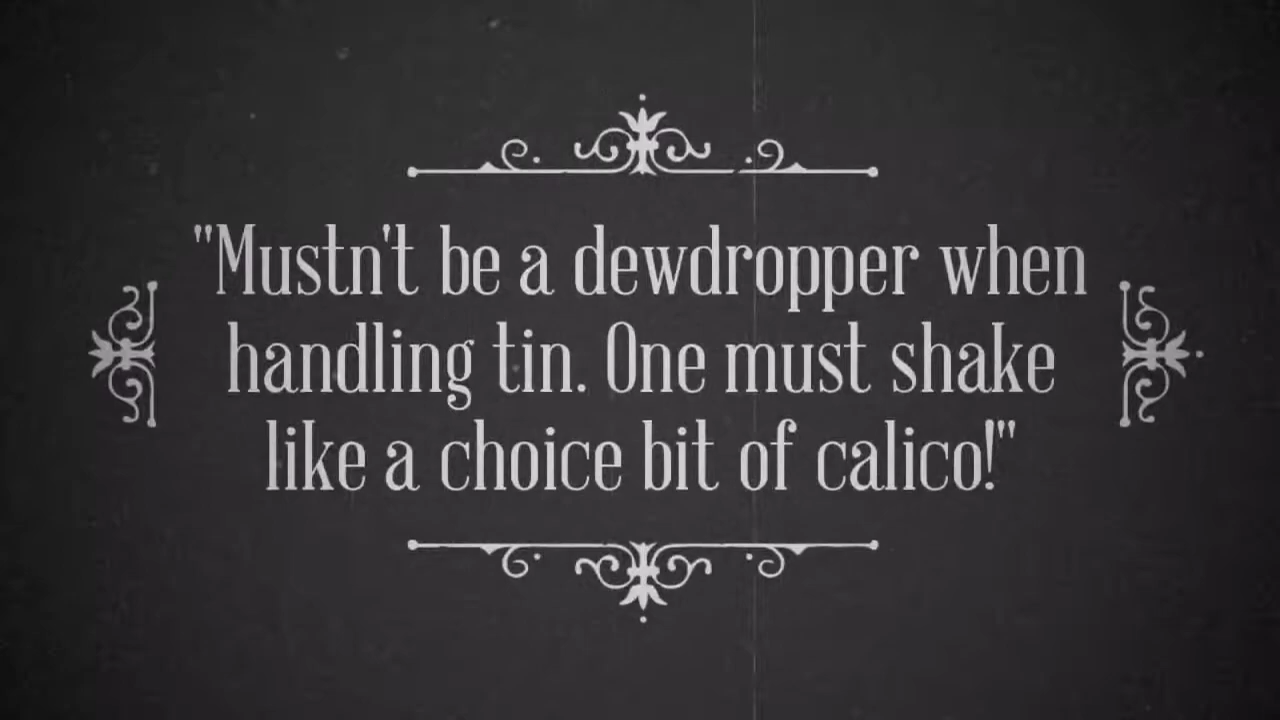 "Mustn't be a dewdropper when
handling tin. One must shake
like a choice bit of calico!"